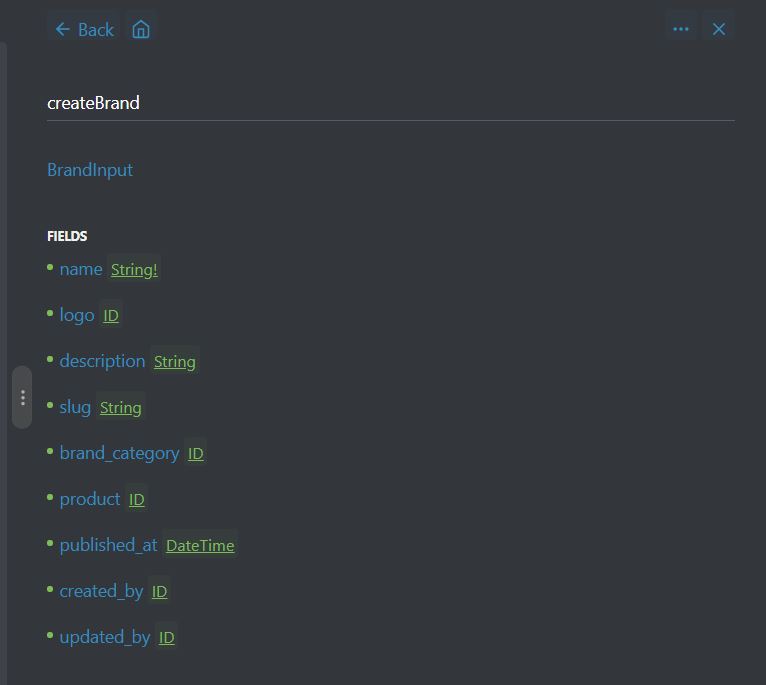 Back
createBrand
BrandInput
FIELDS
name String!
logo ID
description String
slug String
brand_category ID
product ID
published_at DateTime
created_by ID
updated_by ID